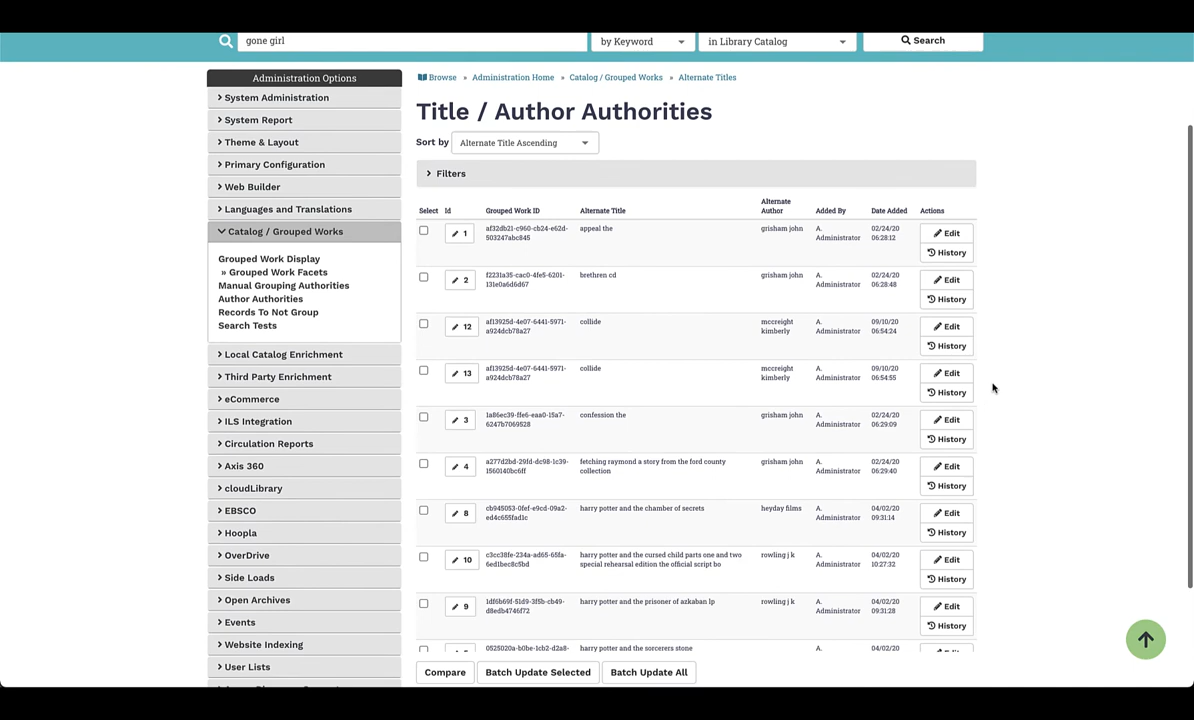 gone girl
by Keyword
in Library Catalog
Search
Administration Options
System Administration
System Report
Theme & Layout
Primary Configuration
Web Builder
Languages and Translations
Catalog / Grouped Works
Grouped Work Display
» Grouped Work Facets
Manual Grouping Authorities
Author Authorities
Records To Not Group
Search Tests
Local Catalog Enrichment
Third Party Enrichment
eCommerce
ILS Integration
Circulation Reports
Axis 360
cloudLibrary
EBSCO
Hoopla
OverDrive
Side Loads
Open Archives
Events
Website Indexing
User Lists
Browse » Administration Home » Catalog / Grouped Works » Alternate Titles
Title / Author Authorities
Sort by Alternate Title Ascending
Filters
Select Id Grouped Work ID Alternate Title Alternate Author Added By Date Added Actions
1 af32db21-c960-cb24-e62d- appeal the grisham john A. 02/24/20 Edit
503247abc845 Administrator 06:28:12 History
2 f2231a35-cac0-4fe5-6201- brethren cd grisham john A. 02/24/20 Edit
131e0a6d6d67 Administrator 06:28:48 History
12 af13925d-4e07-6441-5971- collide mccreight A. 09/10/20 Edit
a924dcb78a27 kimberly Administrator 06:54:24 History
13 af13925d-4e07-6441-5971- collide mccreight A. 09/10/20 Edit
a924dcb78a27 kimberly Administrator 06:54:55 History
3 1a86ec39-ffe6-eaa0-15a7- confession the grisham john A. 02/24/20 Edit
6247b7069528 Administrator 06:29:09 History
4 a277d2bd-29fd-dc98-1c39- fetching raymond a story from the ford county grisham john A. 02/24/20 Edit
1560140bc6ff collection Administrator 06:29:40 History
8 cb945053-0fef-e9cd-09a2- harry potter and the chamber of secrets heyday films A. 04/02/20 Edit
ed4c655fad1c Administrator 09:31:14 History
10 c3cc38fe-234a-ad65-65fa- harry potter and the cursed child parts one and two rowling j k A. 04/02/20 Edit
6ed1bec8c5bd special rehearsal edition the official script bo Administrator 10:27:32 History
9 1df6b69f-51d9-3f5b-cb49- harry potter and the prisoner of azkaban lp rowling j k A. 04/02/20 Edit
d8edb4746f72 Administrator 09:31:28 History
0525020a-b0be-1cb2-d2a8- harry potter and the sorcerers stone A. 04/02/20
Compare
Batch Update Selected
Batch Update All